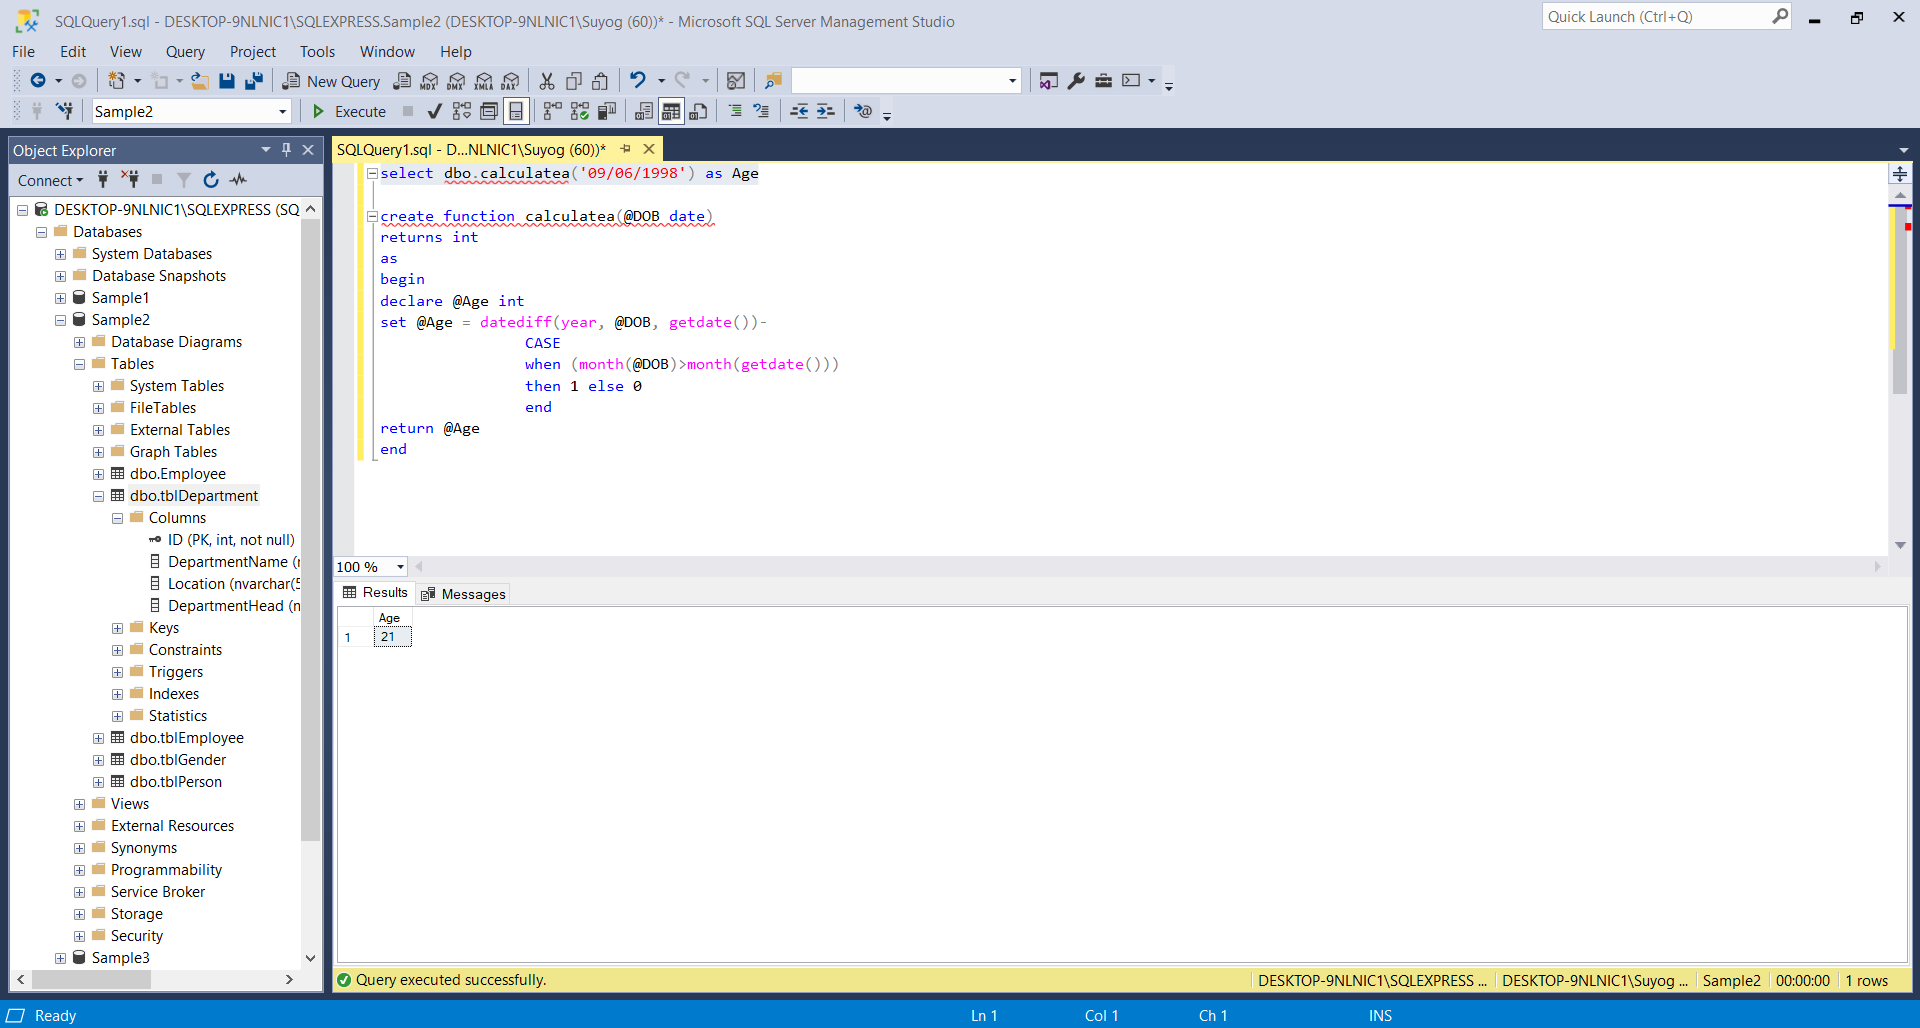 SQLQuery1.sql - DESKTOP-9NLNIC1\SQLEXPRESS.Sample2 (DESKTOP-9NLNIC1\Suyog (60))* - Microsoft SQL Server Management Studio
Quick Launch (Ctrl+Q)
File Edit View Query Project Tools Window Help
New Query MDX DMX XMLA DAX
Sample2 Execute
Object Explorer
Connect
DESKTOP-9NLNIC1\SQLEXPRESS (SQ
Databases
System Databases
Database Snapshots
Sample1
Sample2
Database Diagrams
Tables
System Tables
FileTables
External Tables
Graph Tables
dbo.Employee
dbo.tblDepartment
Columns
ID (PK, int, not null)
DepartmentName (
Location (nvarchar(5
DepartmentHead (n
Keys
Constraints
Triggers
Indexes
Statistics
dbo.tblEmployee
dbo.tblGender
dbo.tblPerson
Views
External Resources
Synonyms
Programmability
Service Broker
Storage
Security
Sample3
SQLQuery1.sql - D...NLNIC1\Suyog (60))*
select dbo.calculatea('09/06/1998') as Age
create function calculatea(@DOB date)
returns int
as
begin
declare @Age int
set @Age = datediff(year, @DOB, getdate())-
CASE
when (month(@DOB)>month(getdate()))
then 1 else 0
end
return @Age
end
100 %
Results Messages
Age
1 21
Query executed successfully.
DESKTOP-9NLNIC1\SQLEXPRESS ... DESKTOP-9NLNIC1\Suyog ... Sample2 00:00:00 1 rows
Ready Ln 1 Col 1 Ch 1 INS